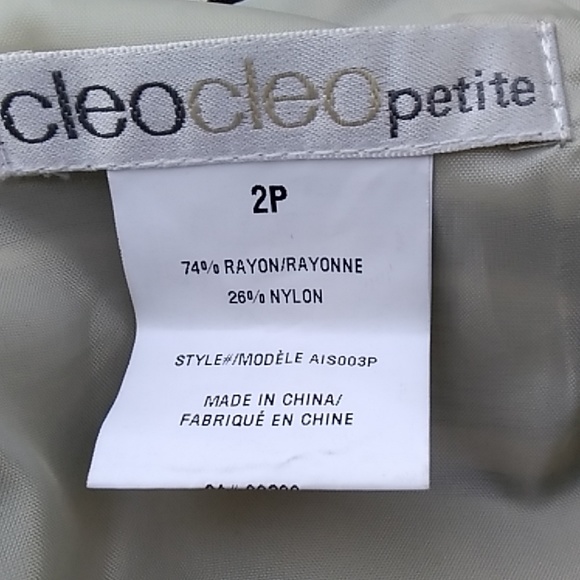 cleocleopetite
2P
74% RAYON/RAYONNE
26% NYLON
STYLE#/MODÈLE AIS003P
MADE IN CHINA/
FABRIQUÉ EN CHINE